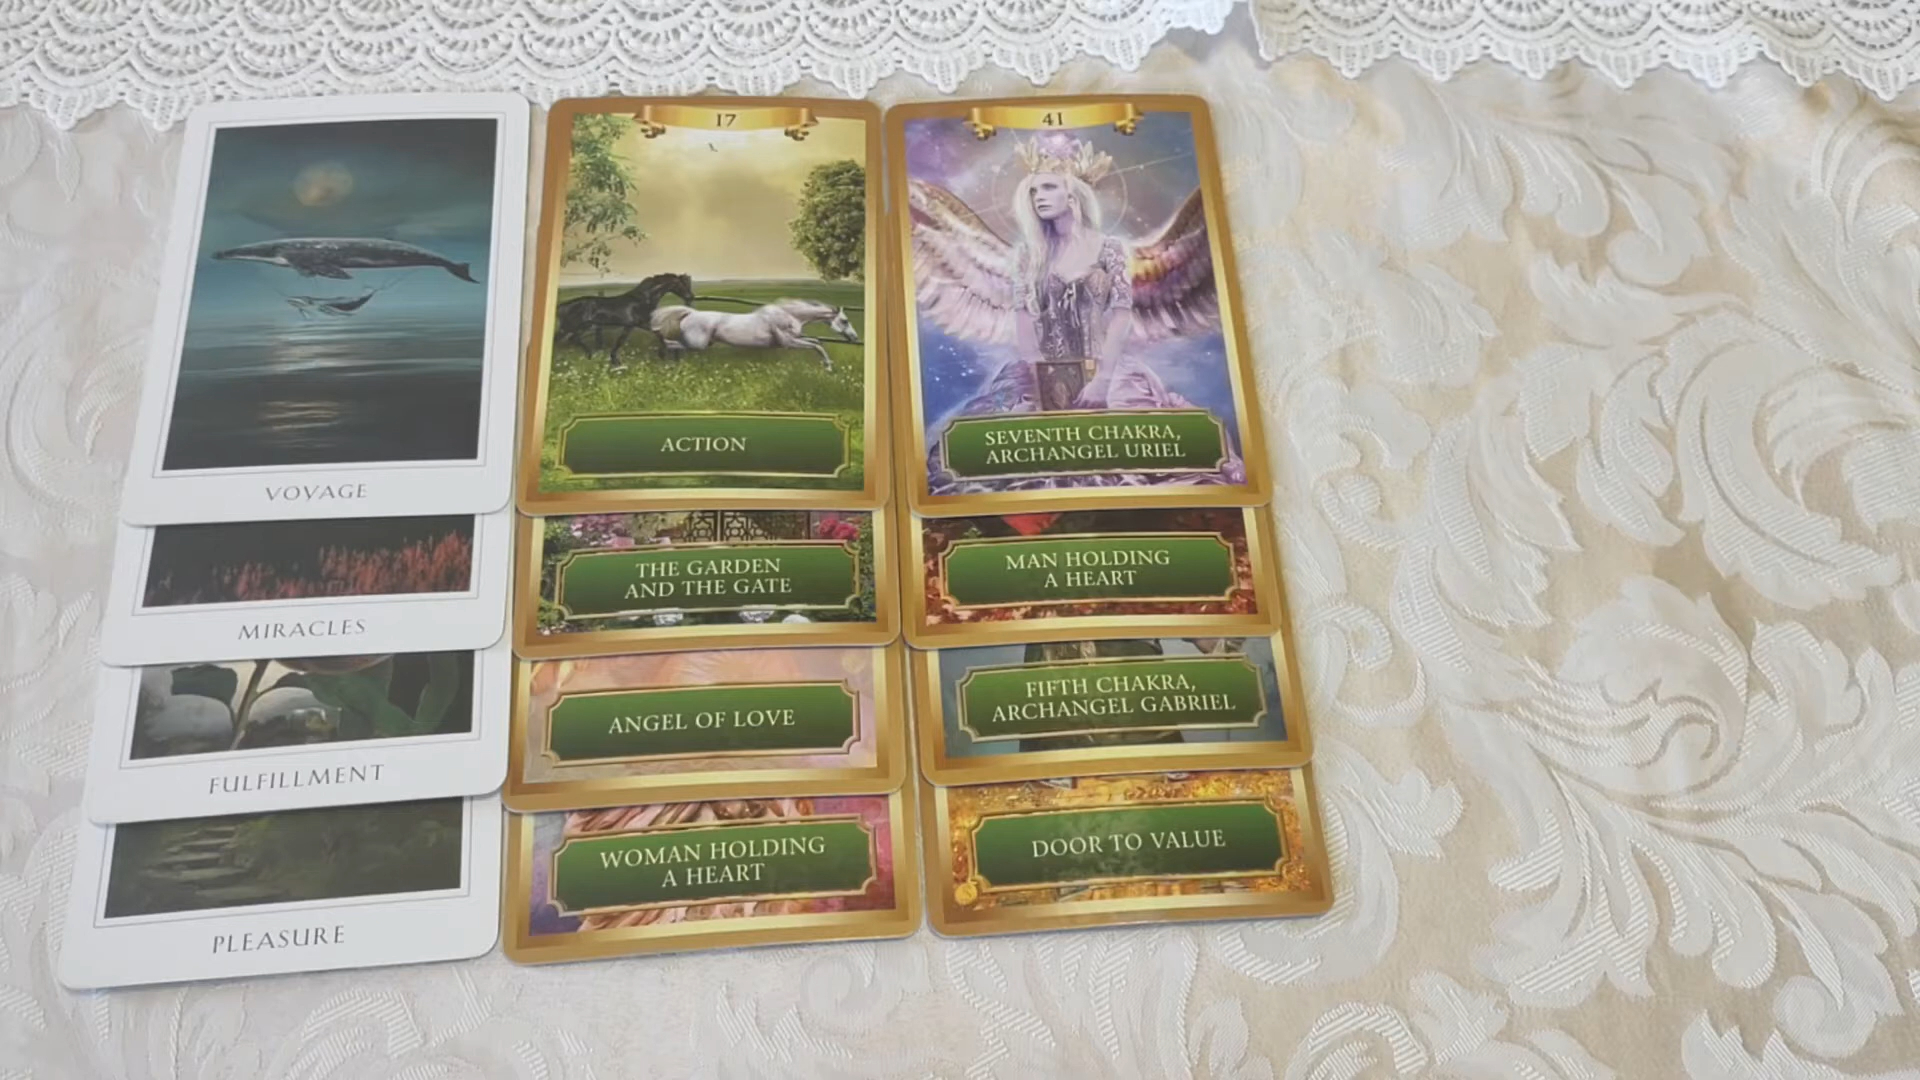 VOYAGE
MIRACLES
FULFILLMENT
PLEASURE
17
ACTION
THE GARDEN
AND THE GATE
ANGEL OF LOVE
WOMAN HOLDING
A HEART
41
SEVENTH CHAKRA,
ARCHANGEL URIEL
MAN HOLDING
A HEART
FIFTH CHAKRA,
ARCHANGEL GABRIEL
DOOR TO VALUE